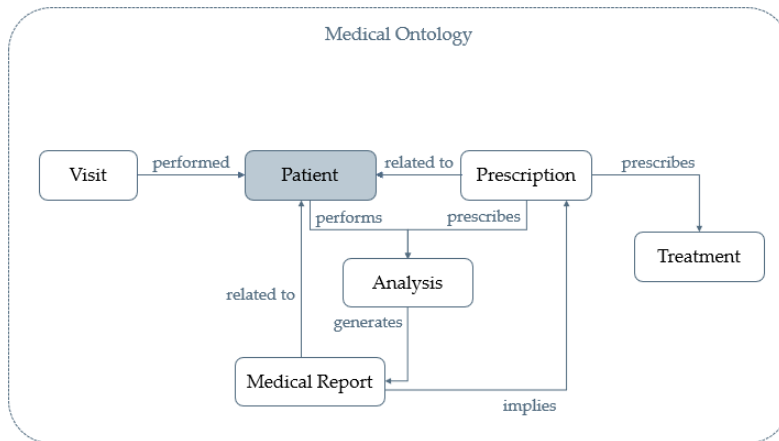 Medical Ontology
performed
related to
prescribes
Visit
Patient
Prescription
performs
prescribes
Treatment
Analysis
related to
generates
Medical Report
implies